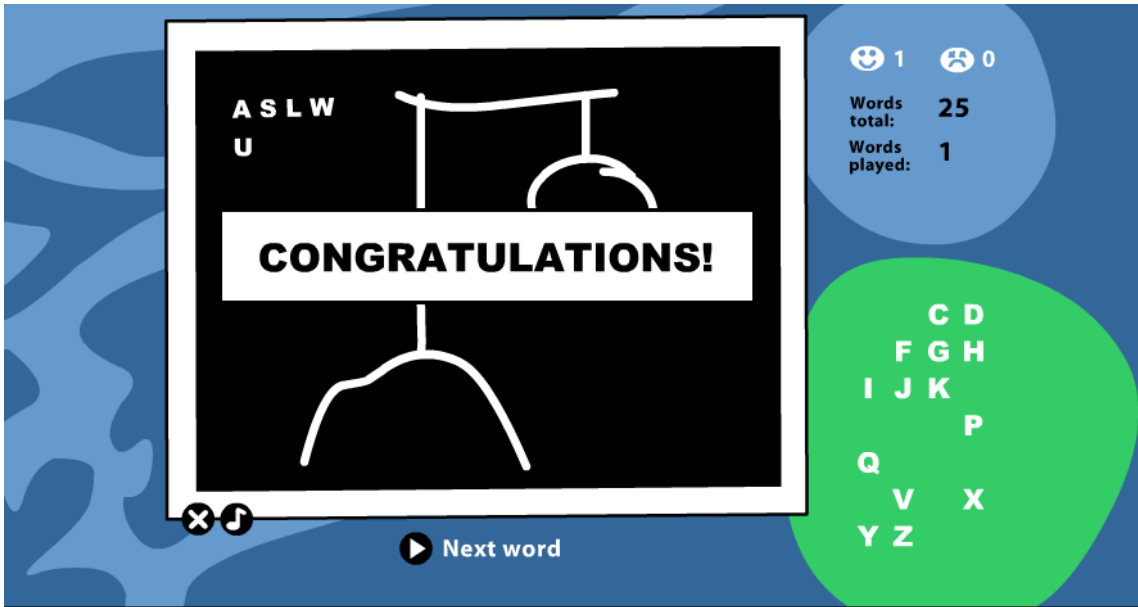 A S L W
U
CONGRATULATIONS!
Next word
1 0
Words
total: 25
Words
played: 1
C D
F G H
I J K
P
Q
V X
Y Z